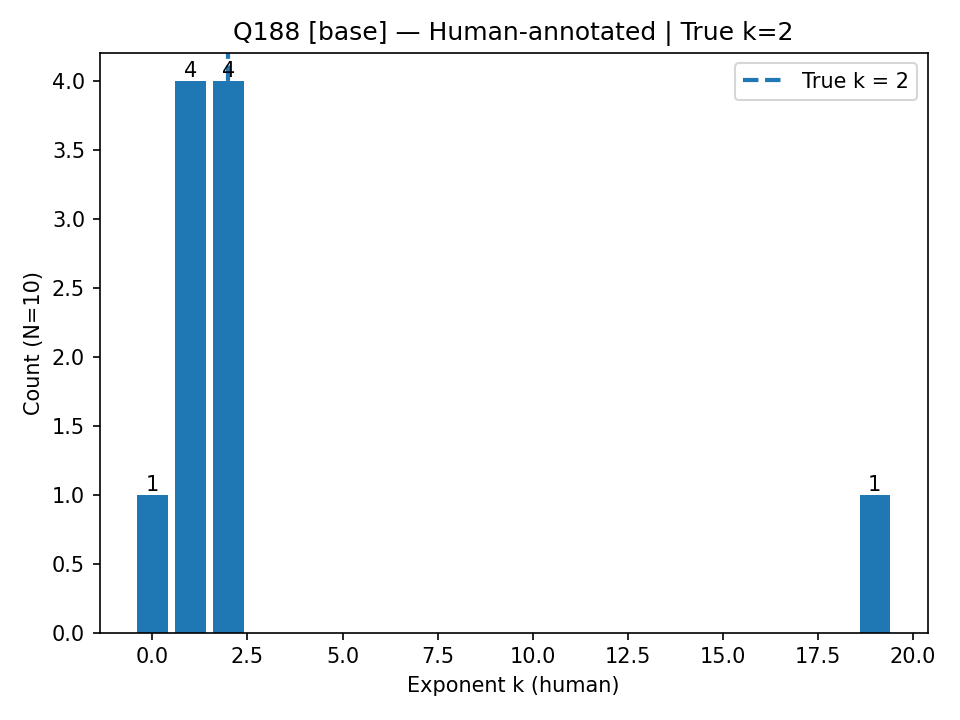 Q188 [base] — Human-annotated | True k=2
True k = 2
4.0
3.5
3.0
2.5
2.0
1.5
1.0
0.5
0.0
Count (N=10)
1
4
4
1
0.0 2.5 5.0 7.5 10.0 12.5 15.0 17.5 20.0
Exponent k (human)